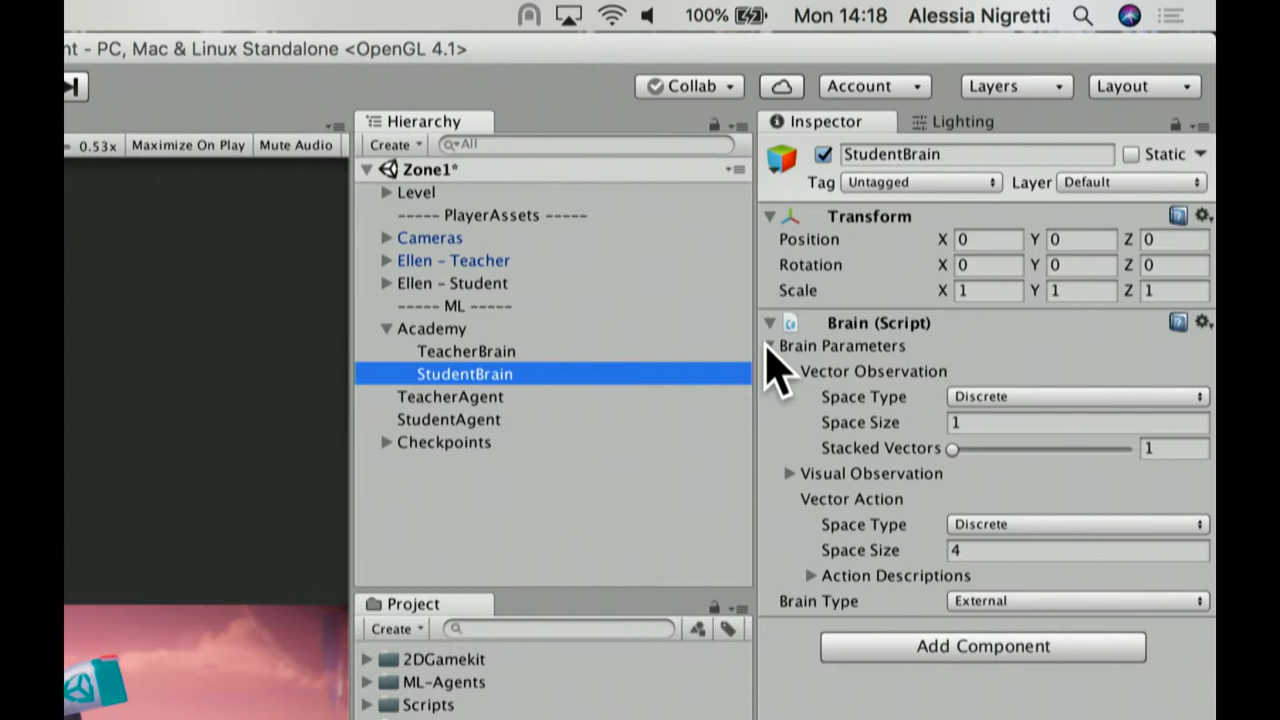 100% Mon 14:18 Alessia Nigretti
nt - PC, Mac & Linux Standalone <OpenGL 4.1>
Collab Account Layers Layout
0.53x Maximize On Play Mute Audio
Hierarchy
Create All
Zone1*
Level
----- PlayerAssets -----
Cameras
Ellen - Teacher
Ellen - Student
----- ML -----
Academy
TeacherBrain
StudentBrain
TeacherAgent
StudentAgent
Checkpoints
Project
Create
2DGamekit
ML-Agents
Scripts
Inspector Lighting
StudentBrain Static
Tag Untagged Layer Default
Transform
Position X 0 Y 0 Z 0
Rotation X 0 Y 0 Z 0
Scale X 1 Y 1 Z 1
Brain (Script)
Brain Parameters
Vector Observation
Space Type Discrete
Space Size 1
Stacked Vectors 1
Visual Observation
Vector Action
Space Type Discrete
Space Size 4
Action Descriptions
Brain Type External
Add Component